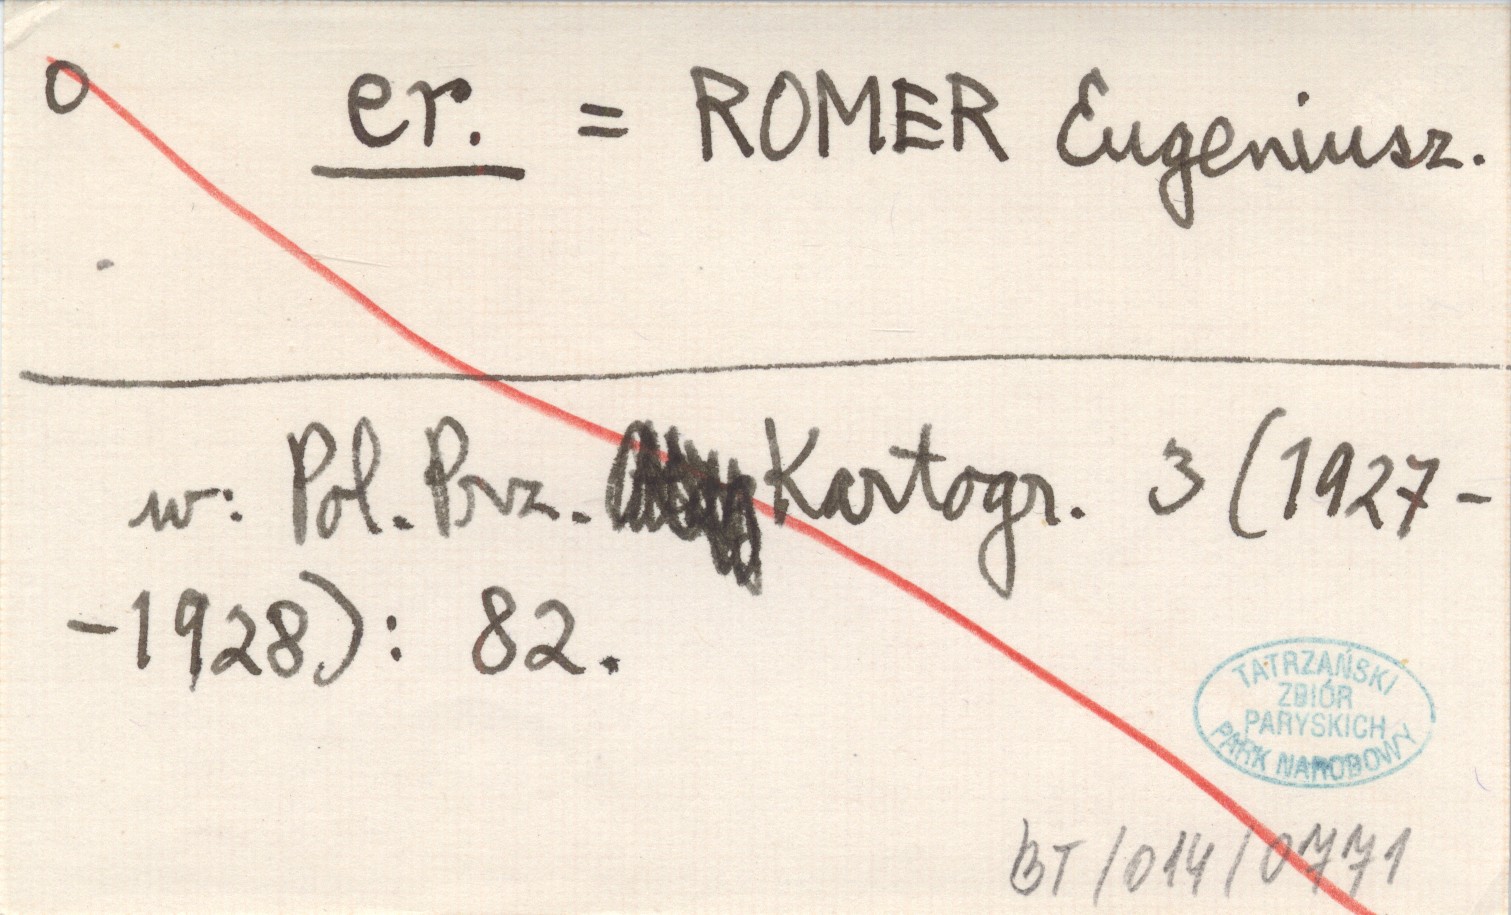 O er. = ROMER Eugeniusz.
w: Pol. Prz. Kartogr. 3 (1927-
-1928): 82.
TATRZAŃSKI
ZBIÓR
PARYSKICH
PARK NARODOWY
BT/014/0771